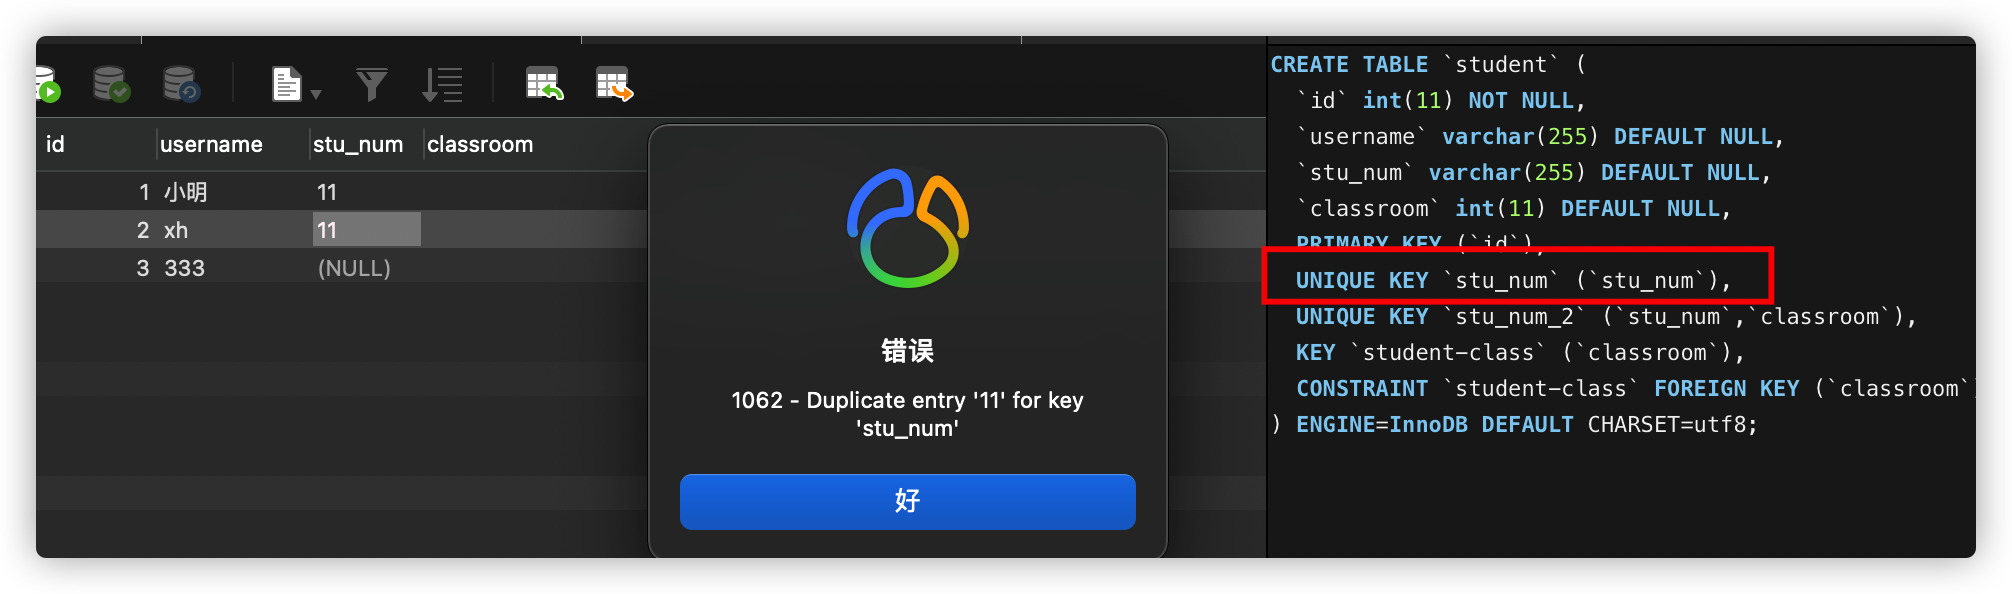 id username stu_num classroom
1 小明 11
2 xh 11
3 333 (NULL)
错误
1062 - Duplicate entry '11' for key
'stu_num'
好
CREATE TABLE `student` (
`id` int(11) NOT NULL,
`username` varchar(255) DEFAULT NULL,
`stu_num` varchar(255) DEFAULT NULL,
`classroom` int(11) DEFAULT NULL,
PRIMARY KEY (`id`),
UNIQUE KEY `stu_num` (`stu_num`),
UNIQUE KEY `stu_num_2` (`stu_num`,`classroom`),
KEY `student-class` (`classroom`),
CONSTRAINT `student-class` FOREIGN KEY (`classroom`)
) ENGINE=InnoDB DEFAULT CHARSET=utf8;